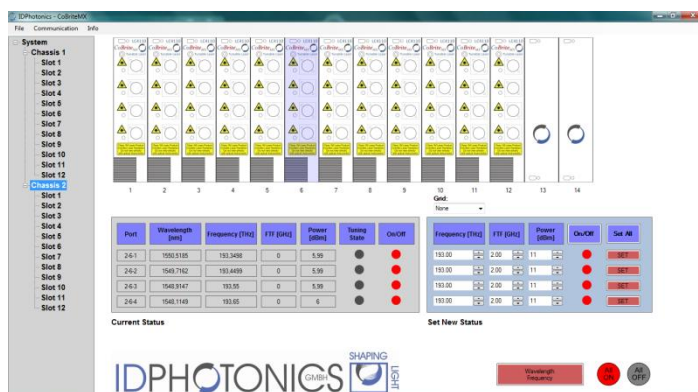 IDPhotonics - CoBriteMX
File Communication Info
System
Chassis 1
Slot 1
Slot 2
Slot 3
Slot 4
Slot 5
Slot 6
Slot 7
Slot 8
Slot 9
Slot 10
Slot 11
Slot 12
Chassis 2
Slot 1
Slot 2
Slot 3
Slot 4
Slot 5
Slot 6
Slot 7
Slot 8
Slot 9
Slot 10
Slot 11
Slot 12
1 2 3 4 5 6 7 8 9 10 11 12 13 14
Grid:
None
Port Wavelength [nm] Frequency [THz] FTF [GHz] Power [dBm] Tuning State On/Off
2-6-1 1550,5185 193,3498 0 5,99
2-6-2 1549,7162 193,4499 0 5,99
2-6-3 1548,9147 193,55 0 5,99
2-6-4 1548,1149 193,65 0 6
Current Status
Frequency [THz] FTF [GHz] Power [dBm] On/Off Set All
193.00 2.00 11 SET
193.00 2.00 11 SET
193.00 2.00 11 SET
193.00 2.00 11 SET
Set New Status
IDPHOTONICS GMBH
SHAPING
LIGHT
Wavelength
Frequency
All
ON
All
OFF